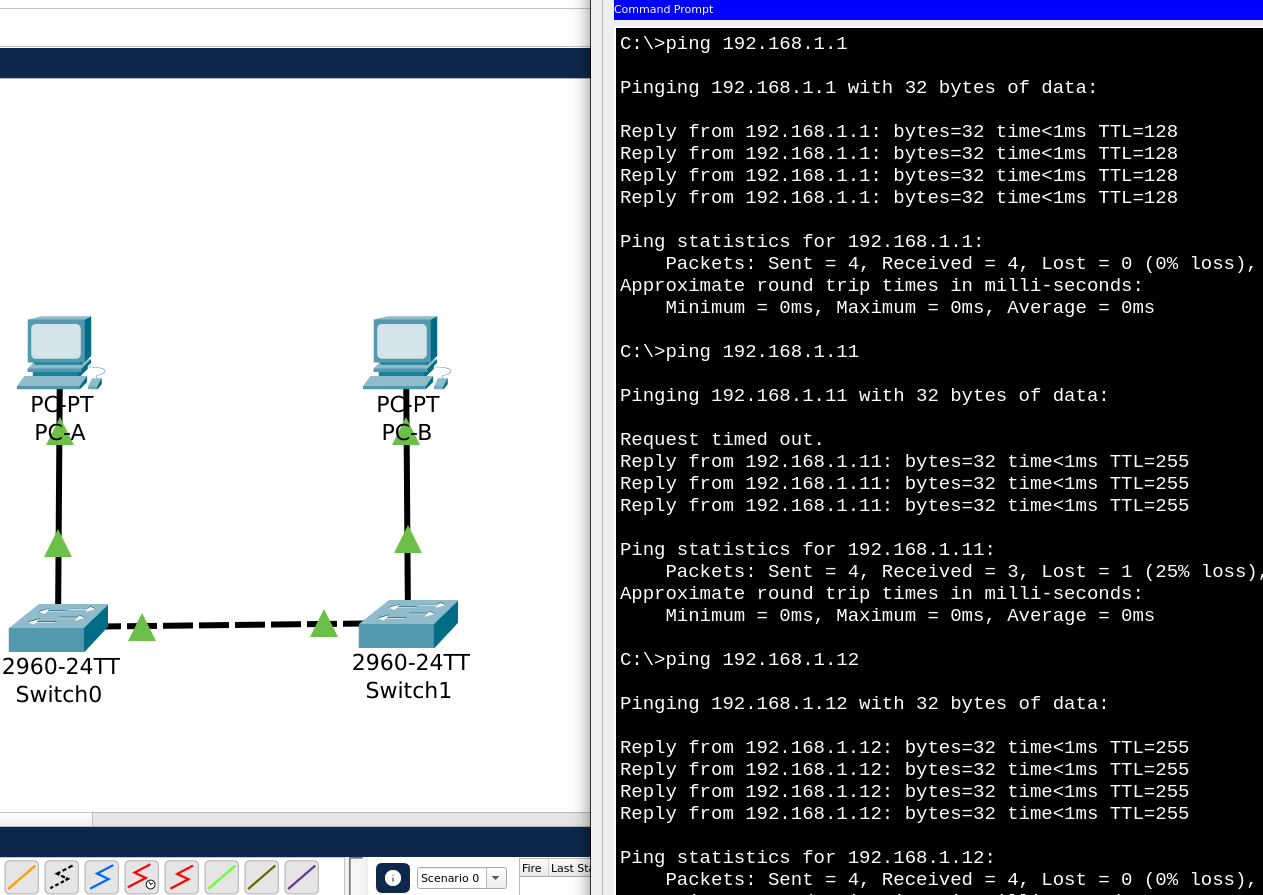 PC-PT
PC-A
PC-PT
PC-B
2960-24TT
Switch0
2960-24TT
Switch1
Scenario 0
Fire
Command Prompt
C:\>ping 192.168.1.1
Pinging 192.168.1.1 with 32 bytes of data:
Reply from 192.168.1.1: bytes=32 time<1ms TTL=128
Reply from 192.168.1.1: bytes=32 time<1ms TTL=128
Reply from 192.168.1.1: bytes=32 time<1ms TTL=128
Reply from 192.168.1.1: bytes=32 time<1ms TTL=128
Ping statistics for 192.168.1.1:
Packets: Sent = 4, Received = 4, Lost = 0 (0% loss),
Approximate round trip times in milli-seconds:
Minimum = 0ms, Maximum = 0ms, Average = 0ms
C:\>ping 192.168.1.11
Pinging 192.168.1.11 with 32 bytes of data:
Request timed out.
Reply from 192.168.1.11: bytes=32 time<1ms TTL=255
Reply from 192.168.1.11: bytes=32 time<1ms TTL=255
Reply from 192.168.1.11: bytes=32 time<1ms TTL=255
Ping statistics for 192.168.1.11:
Packets: Sent = 4, Received = 3, Lost = 1 (25% loss),
Approximate round trip times in milli-seconds:
Minimum = 0ms, Maximum = 0ms, Average = 0ms
C:\>ping 192.168.1.12
Pinging 192.168.1.12 with 32 bytes of data:
Reply from 192.168.1.12: bytes=32 time<1ms TTL=255
Reply from 192.168.1.12: bytes=32 time<1ms TTL=255
Reply from 192.168.1.12: bytes=32 time<1ms TTL=255
Reply from 192.168.1.12: bytes=32 time<1ms TTL=255
Ping statistics for 192.168.1.12:
Packets: Sent = 4, Received = 4, Lost = 0 (0% loss),